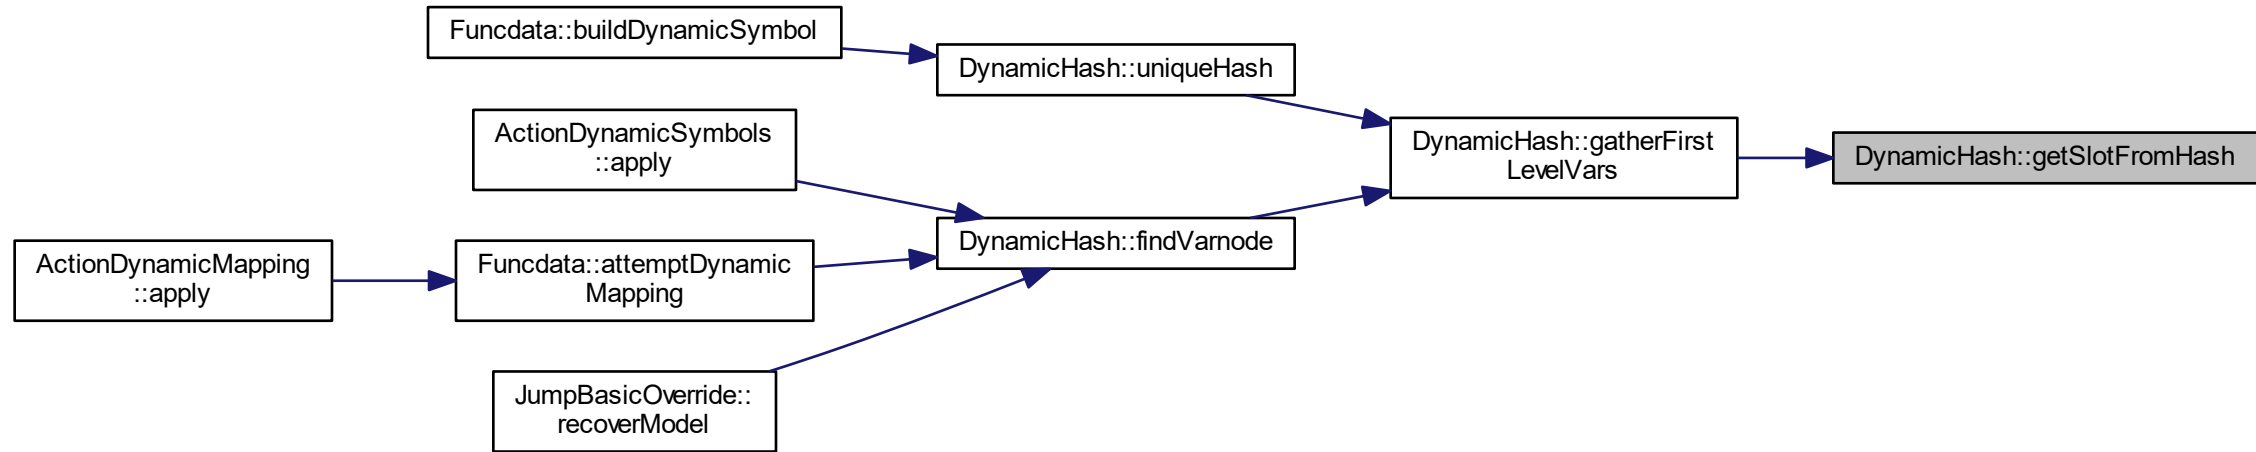 Funcdata::buildDynamicSymbol
DynamicHash::uniqueHash
ActionDynamicSymbols
::apply
DynamicHash::gatherFirst
LevelVars
DynamicHash::getSlotFromHash
DynamicHash::findVarnode
ActionDynamicMapping
::apply
Funcdata::attemptDynamic
Mapping
JumpBasicOverride::
recoverModel